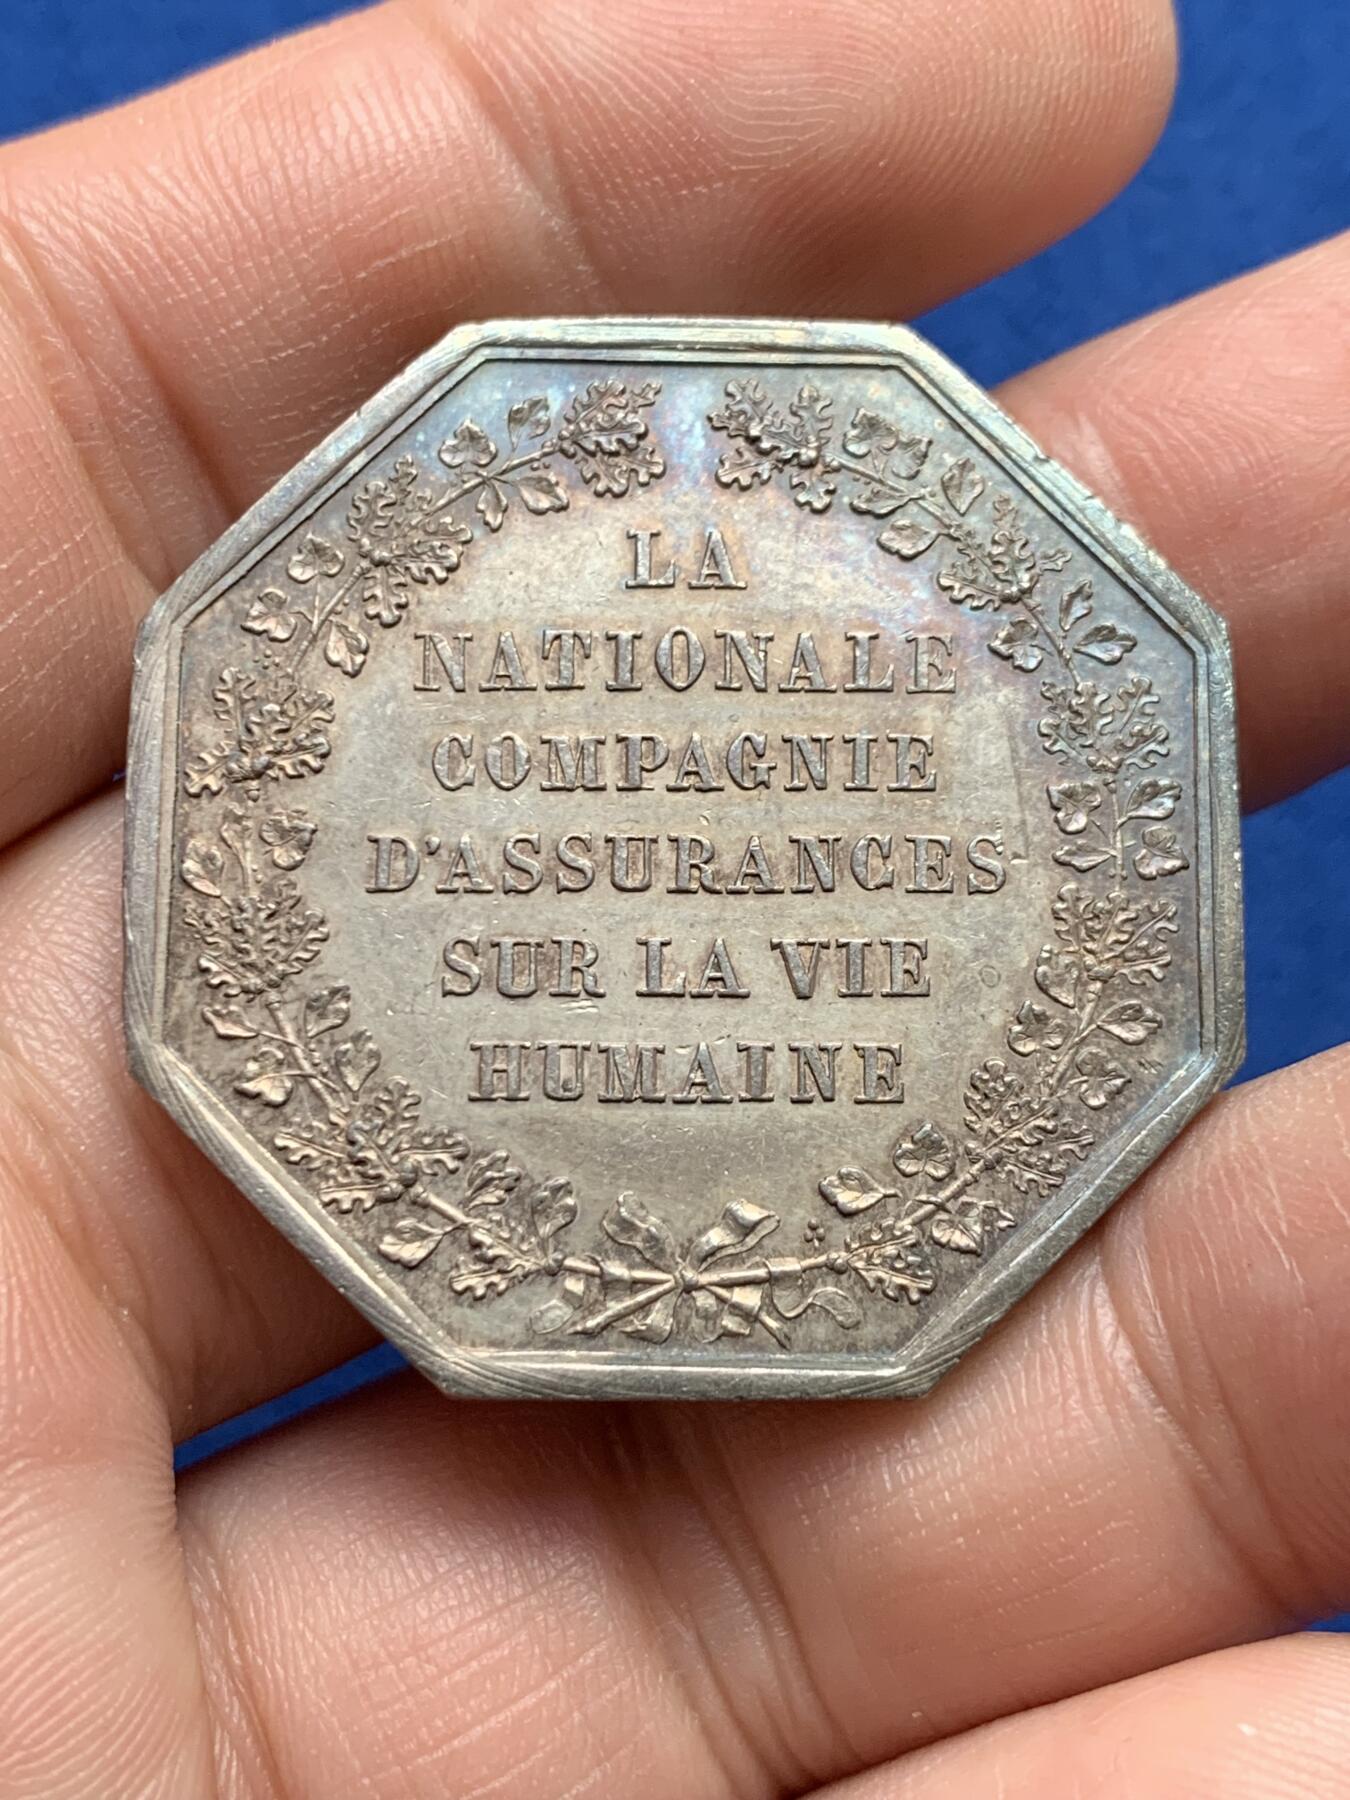 LA
NATIONALE
COMPAGNIE
D'ASSURANCES
SUR LA VIE
HUMAINE